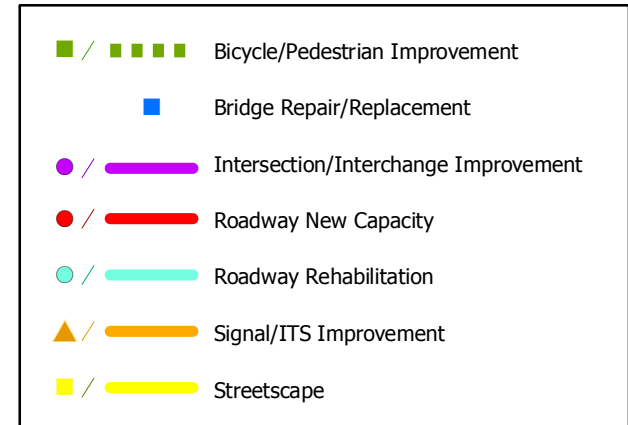 Bicycle/Pedestrian Improvement
Bridge Repair/Replacement
Intersection/Interchange Improvement
Roadway New Capacity
Roadway Rehabilitation
Signal/ITS Improvement
Streetscape